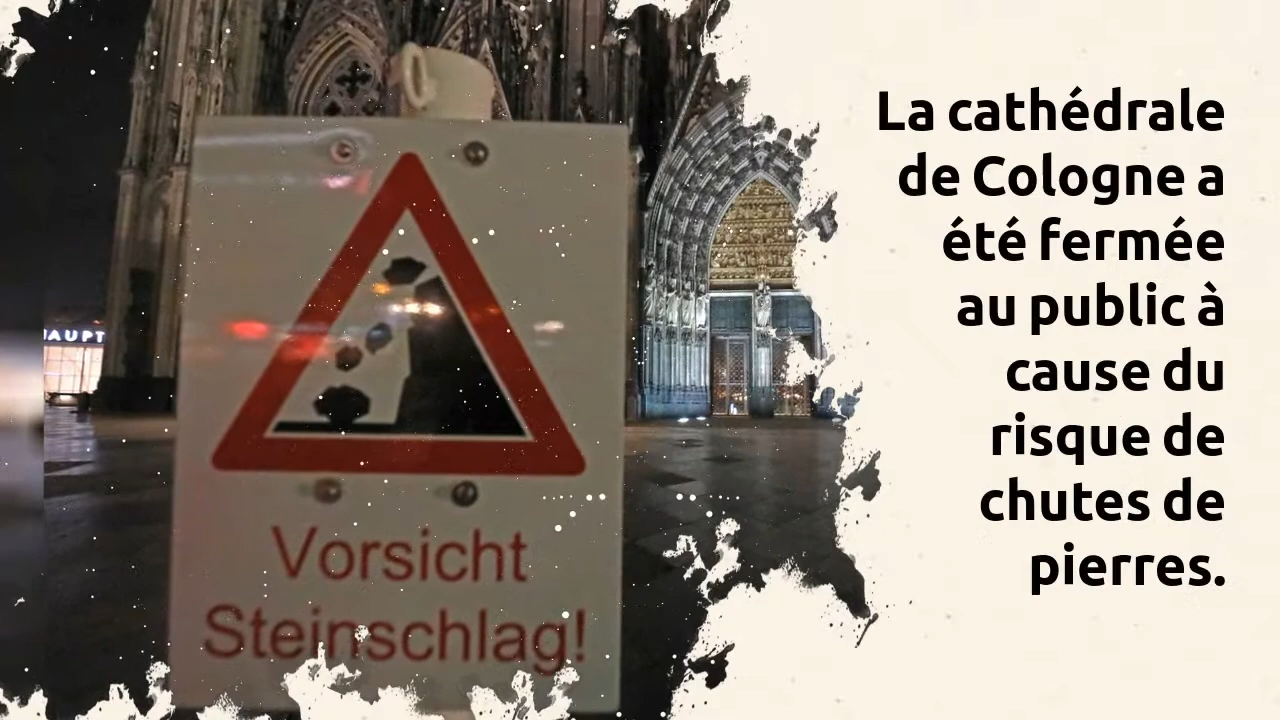 HAUPT
Vorsicht
Steinschlag!
La cathédrale
de Cologne a
été fermée
au public à
cause du
risque de
chutes de
pierres.